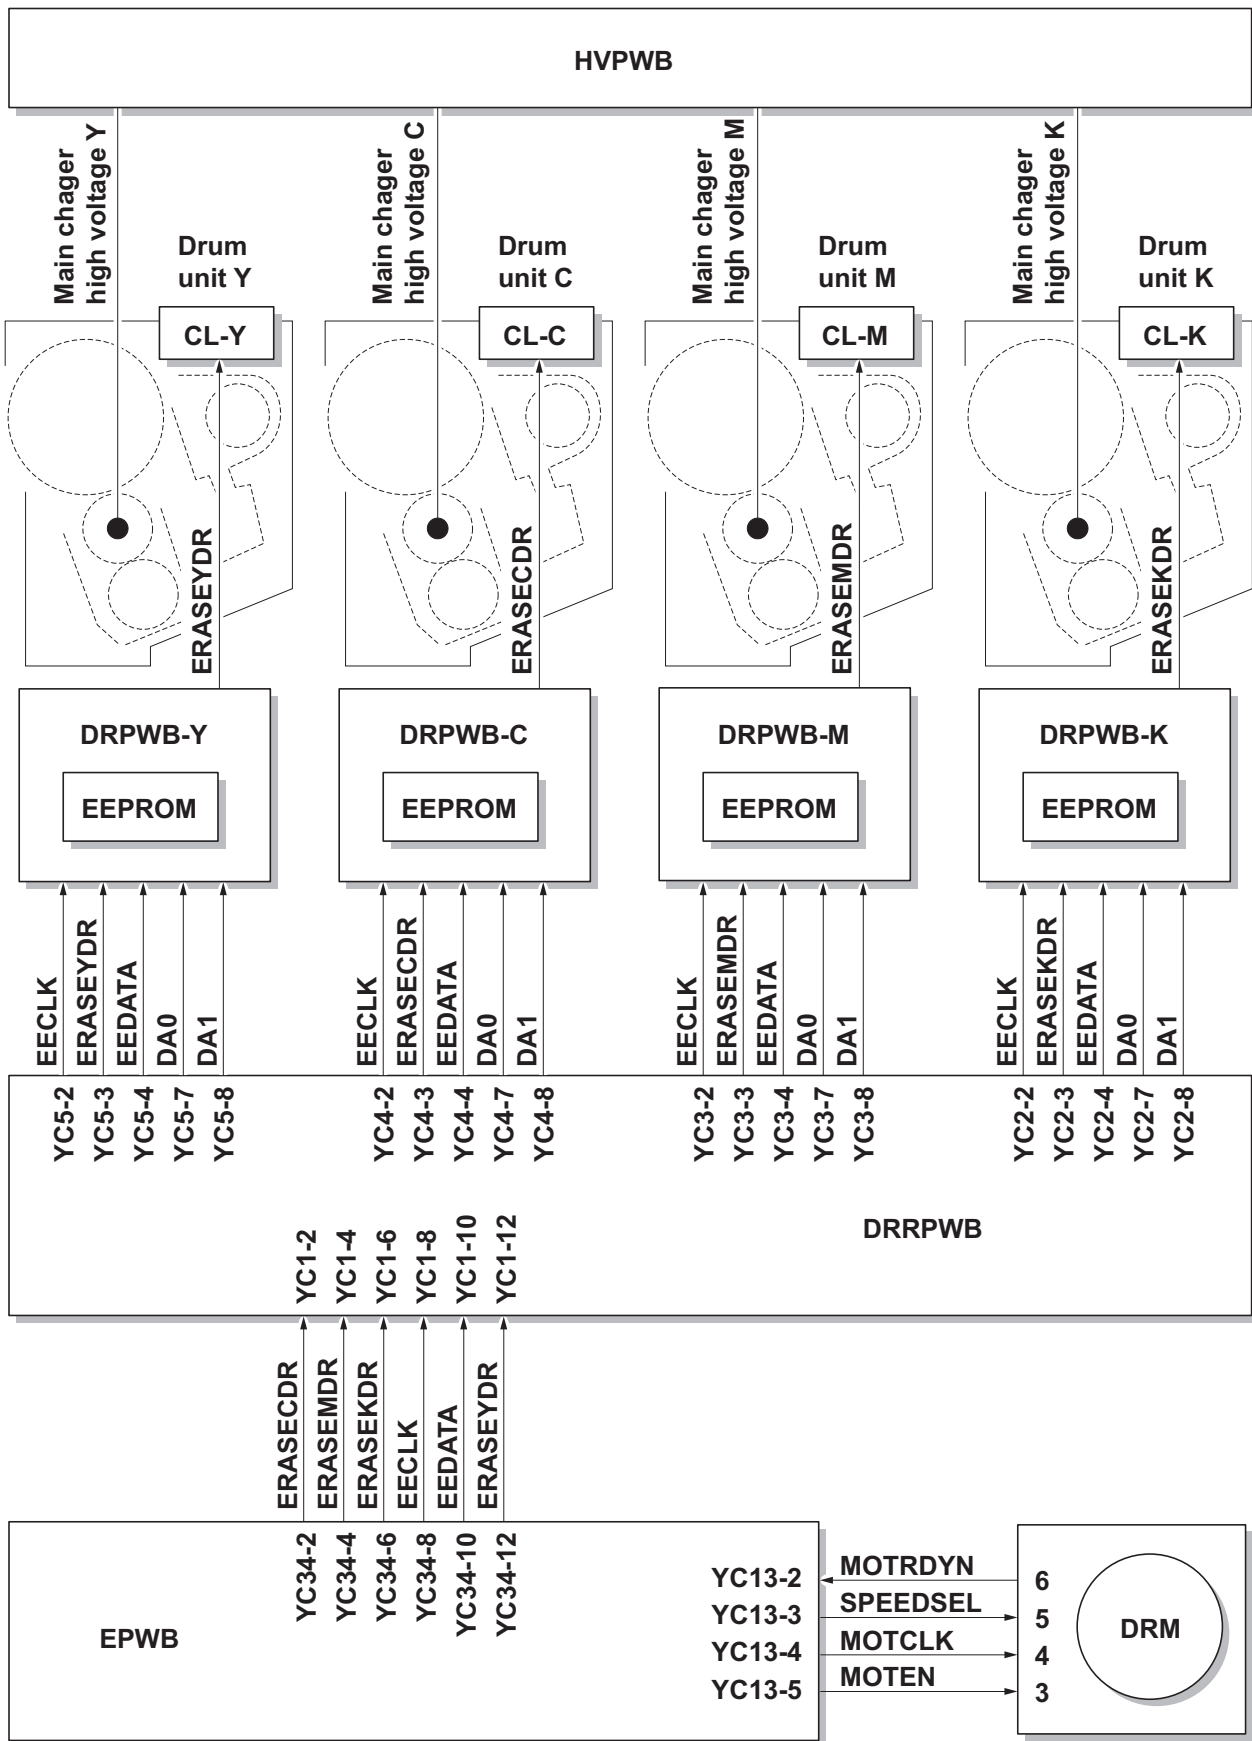 HVPWB
Main chager
high voltage Y
Main chager
high voltage C
Main chager
high voltage M
Main chager
high voltage K
Drum
unit Y
Drum
unit C
Drum
unit M
Drum
unit K
CL-Y
CL-C
CL-M
CL-K
ERASEYDR
ERASECDR
ERASEMDR
ERASEKDR
DRPWB-Y
EEPROM
DRPWB-C
EEPROM
DRPWB-M
EEPROM
DRPWB-K
EEPROM
EECLK
ERASEYDR
EEDATA
DA0
DA1
EECLK
ERASECDR
EEDATA
DA0
DA1
EECLK
ERASEMDR
EEDATA
DA0
DA1
EECLK
ERASEKDR
EEDATA
DA0
DA1
YC5-2
YC5-3
YC5-4
YC5-7
YC5-8
YC4-2
YC4-3
YC4-4
YC4-7
YC4-8
YC3-2
YC3-3
YC3-4
YC3-7
YC3-8
YC2-2
YC2-3
YC2-4
YC2-7
YC2-8
DRRPWB
YC1-2
YC1-4
YC1-6
YC1-8
YC1-10
YC1-12
ERASECDR
ERASEMDR
ERASEKDR
EECLK
EEDATA
ERASEYDR
YC34-2
YC34-4
YC34-6
YC34-8
YC34-10
YC34-12
EPWB
YC13-2
YC13-3
YC13-4
YC13-5
MOTRDYN
SPEEDSEL
MOTCLK
MOTEN
6
5
4
3
DRM